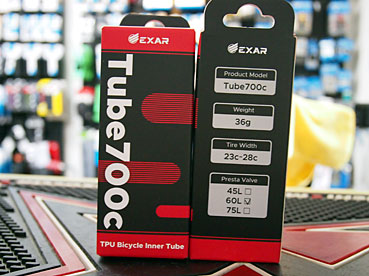 EXAR
Tube700c
TPU Bicycle Inner Tube
EXAR
Product Model
Tube700c
Weight
36g
Tire Width
23c-28c
Presta Valve
45L
60L
75L